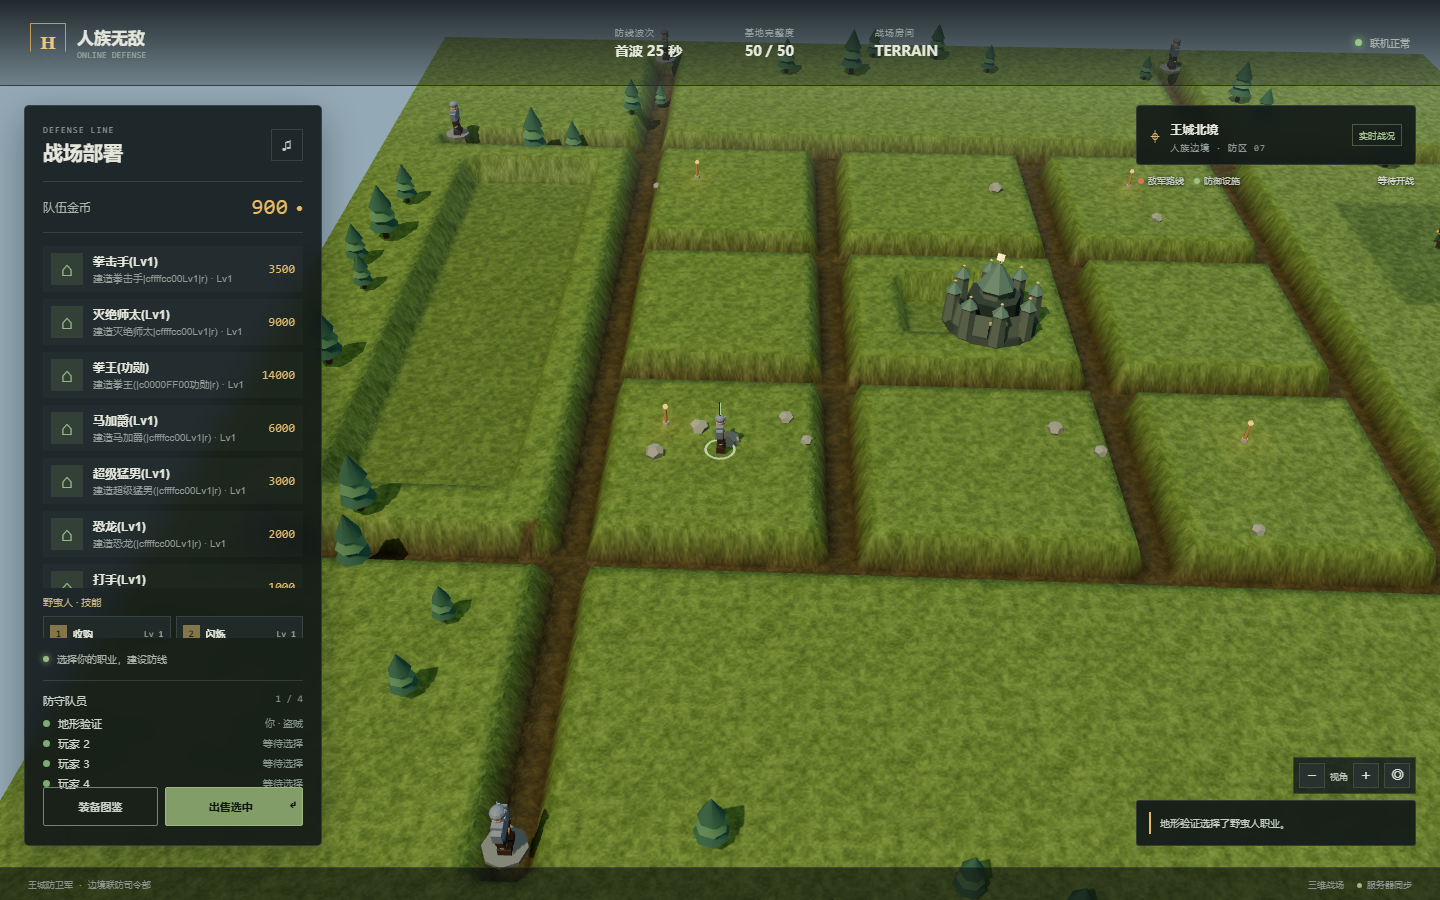 H
人族无敌
ONLINE DEFENSE
防线波次
首波 25 秒
基地完整度
50 / 50
战场房间
TERRAIN
联机正常
DEFENSE LINE
战场部署
队伍金币
900
拳击手(Lv1)
建造拳击手|cffffcc00Lv1|r) · Lv1
3500
灭绝师太(Lv1)
建造灭绝师太|cffffcc00Lv1|r) · Lv1
9000
拳王(功勋)
建造拳王(|c0000FF00功勋|r) · Lv1
14000
马加爵(Lv1)
建造马加爵(|cffffcc00Lv1|r) · Lv1
6000
超级猛男(Lv1)
建造超级猛男(|cffffcc00Lv1|r) · Lv1
3000
恐龙(Lv1)
建造恐龙(|cffffcc00Lv1|r) · Lv1
2000
打手(Lv1)
1000
野蛮人 · 技能
1 收购 Lv 1
2 闪烁 Lv 1
选择你的职业，建设防线
防守队员
1 / 4
地形验证
你 · 盗贼
玩家 2
等待选择
玩家 3
等待选择
玩家 4
等待选择
装备图鉴
出售选中
王城北境
人族边境 · 防区 07
实时战况
敌军路线
防御设施
等待开战
− 视角 +
地形验证选择了野蛮人职业。
王城防卫军 · 边境联防司令部
三维战场
服务器同步